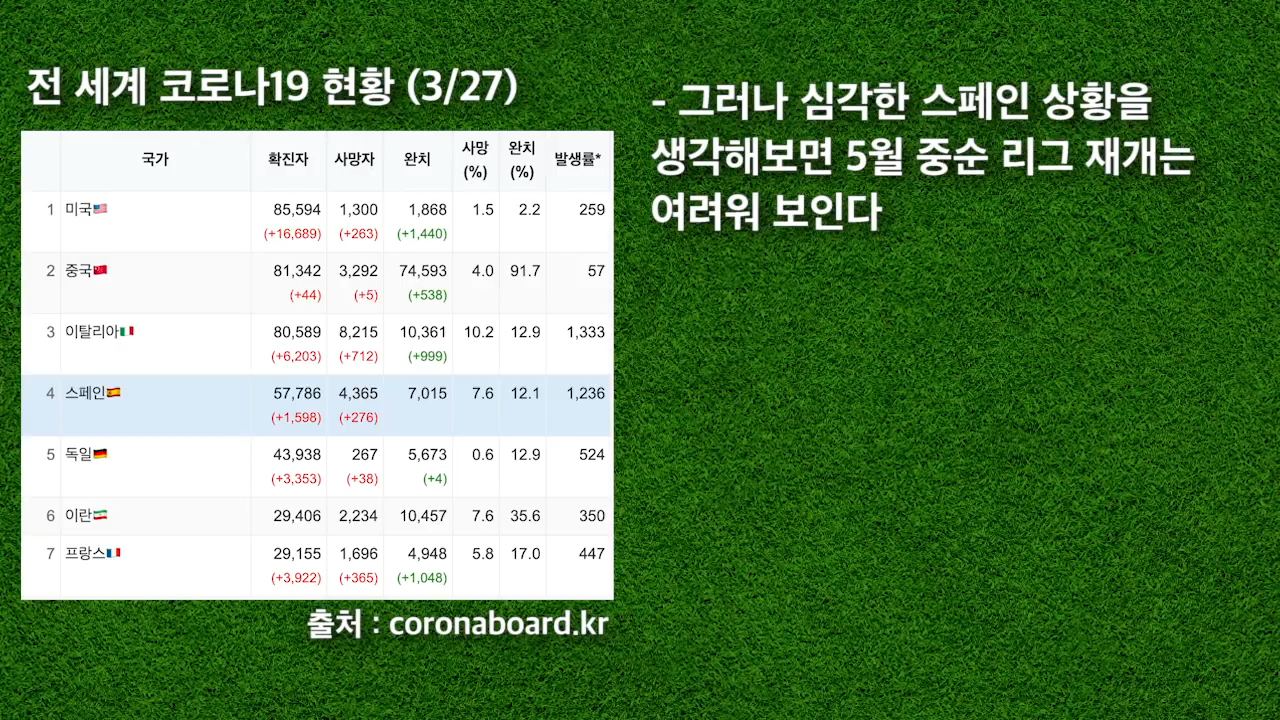 전 세계 코로나19 현황 (3/27)
국가 확진자 사망자 완치 사망 (%) 완치 (%) 발생률*
1 미국 85,594 1,300 1,868 1.5 2.2 259
(+16,689) (+263) (+1,440)
2 중국 81,342 3,292 74,593 4.0 91.7 57
(+44) (+5) (+538)
3 이탈리아 80,589 8,215 10,361 10.2 12.9 1,333
(+6,203) (+712) (+999)
4 스페인 57,786 4,365 7,015 7.6 12.1 1,236
(+1,598) (+276)
5 독일 43,938 267 5,673 0.6 12.9 524
(+3,353) (+38) (+4)
6 이란 29,406 2,234 10,457 7.6 35.6 350
7 프랑스 29,155 1,696 4,948 5.8 17.0 447
(+3,922) (+365) (+1,048)
출처 : coronaboard.kr
- 그러나 심각한 스페인 상황을
생각해보면 5월 중순 리그 재개는
여려워 보인다